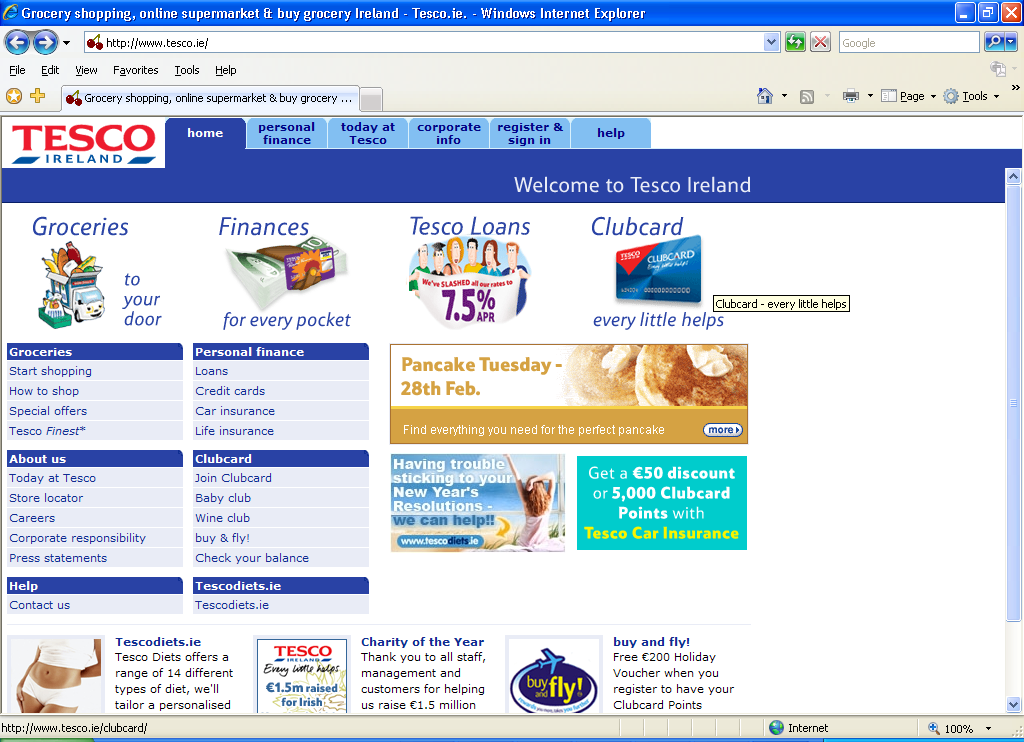 Grocery shopping, online supermarket & buy grocery Ireland - Tesco.ie. - Windows Internet Explorer
http://www.tesco.ie/
Google
File Edit View Favorites Tools Help
Grocery shopping, online supermarket & buy grocery ...
Page Tools
TESCO
IRELAND
home
personal
finance
today at
Tesco
corporate
info
register &
sign in
help
Welcome to Tesco Ireland
Groceries
to
your
door
Finances
for every pocket
Tesco Loans
We've SLASHED all our rates to
7.5%
APR
Clubcard
TESCO
CLUBCARD
Every little helps
every little helps
Clubcard - every little helps
Groceries
Start shopping
How to shop
Special offers
Tesco Finest*
Personal finance
Loans
Credit cards
Car insurance
Life insurance
About us
Today at Tesco
Store locator
Careers
Corporate responsibility
Press statements
Clubcard
Join Clubcard
Baby club
Wine club
buy & fly!
Check your balance
Help
Contact us
Tescodiets.ie
Tescodiets.ie
Pancake Tuesday -
28th Feb.
Find everything you need for the perfect pancake
more
Having trouble
sticking to your
New Year's
Resolutions -
we can help!!
www.tescodiets.ie
Get a €50 discount
or 5,000 Clubcard
Points with
Tesco Car Insurance
Tescodiets.ie
Tesco Diets offers a
range of 14 different
types of diet, we'll
tailor a personalised
TESCO
IRELAND
Every little helps
€1.5m raised
for Irish
Charity of the Year
Thank you to all staff,
management and
customers for helping
us raise €1.5 million
buy and fly!
buy and fly!
Free €200 Holiday
Voucher when you
register to have your
Clubcard Points
http://www.tesco.ie/clubcard/
Internet
100%